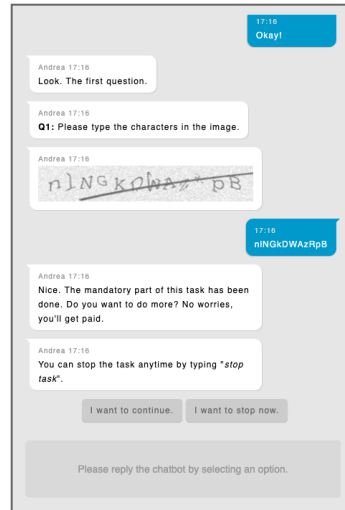 17:16
Okay!
Andrea 17:16
Look. The first question.
Andrea 17:16
Q1: Please type the characters in the image.
Andrea 17:16
17:16
nlNGkDWAzRpB
Andrea 17:16
Nice. The mandatory part of this task has been
done. Do you want to do more? No worries,
you'll get paid.
Andrea 17:16
You can stop the task anytime by typing "stop
task".
I want to continue.
I want to stop now.
Please reply the chatbot by selecting an option.